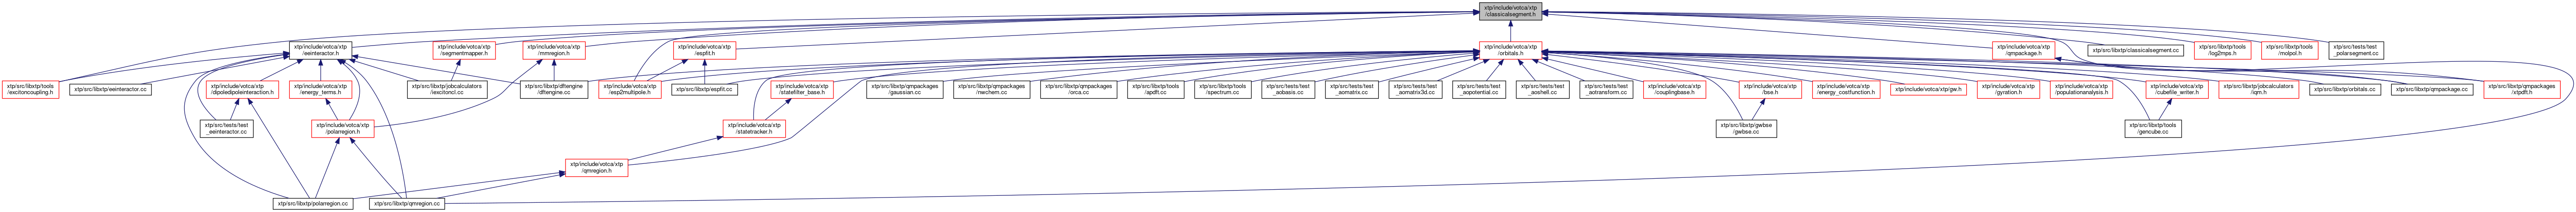 xtp/include/votca/xtp
/classicalsegment.h
xtp/include/votca/xtp
/eeinteractor.h
xtp/include/votca/xtp
/segmentmapper.h
xtp/include/votca/xtp
/mmregion.h
xtp/include/votca/xtp
/espfit.h
xtp/include/votca/xtp
/orbitals.h
xtp/include/votca/xtp
/qmpackage.h
xtp/src/libxtp/classicalsegment.cc
xtp/src/libxtp/tools
/log2mps.h
xtp/src/libxtp/tools
/molpol.h
xtp/src/tests/test
_polarsegment.cc
xtp/src/libxtp/tools
/excitoncoupling.h
xtp/src/libxtp/eeinteractor.cc
xtp/include/votca/xtp
/dipoledipoleinteraction.h
xtp/include/votca/xtp
/energy_terms.h
xtp/src/libxtp/jobcalculators
/iexcitoncl.cc
xtp/src/libxtp/dftengine
/dftengine.cc
xtp/include/votca/xtp
/esp2multipole.h
xtp/src/libxtp/espfit.cc
xtp/include/votca/xtp
/statefilter_base.h
xtp/src/libxtp/qmpackages
/gaussian.cc
xtp/src/libxtp/qmpackages
/nwchem.cc
xtp/src/libxtp/qmpackages
/orca.cc
xtp/src/libxtp/tools
/apdft.cc
xtp/src/libxtp/tools
/spectrum.cc
xtp/src/tests/test
_aobasis.cc
xtp/src/tests/test
_aomatrix.cc
xtp/src/tests/test
_aomatrix3d.cc
xtp/src/tests/test
_aopotential.cc
xtp/src/tests/test
_aoshell.cc
xtp/src/tests/test
_aotransform.cc
xtp/include/votca/xtp
/couplingbase.h
xtp/include/votca/xtp
/bse.h
xtp/include/votca/xtp
/energy_costfunction.h
xtp/include/votca/xtp/gw.h
xtp/include/votca/xtp
/gyration.h
xtp/include/votca/xtp
/populationanalysis.h
xtp/include/votca/xtp
/cubefile_writer.h
xtp/src/libxtp/jobcalculators
/iqm.h
xtp/src/libxtp/orbitals.cc
xtp/src/libxtp/qmpackage.cc
xtp/src/libxtp/qmpackages
/xtpdft.h
xtp/src/tests/test
_eeinteractor.cc
xtp/include/votca/xtp
/polarregion.h
xtp/include/votca/xtp
/statetracker.h
xtp/src/libxtp/gwbse
/gwbse.cc
xtp/src/libxtp/tools
/gencube.cc
xtp/include/votca/xtp
/qmregion.h
xtp/src/libxtp/polarregion.cc
xtp/src/libxtp/qmregion.cc